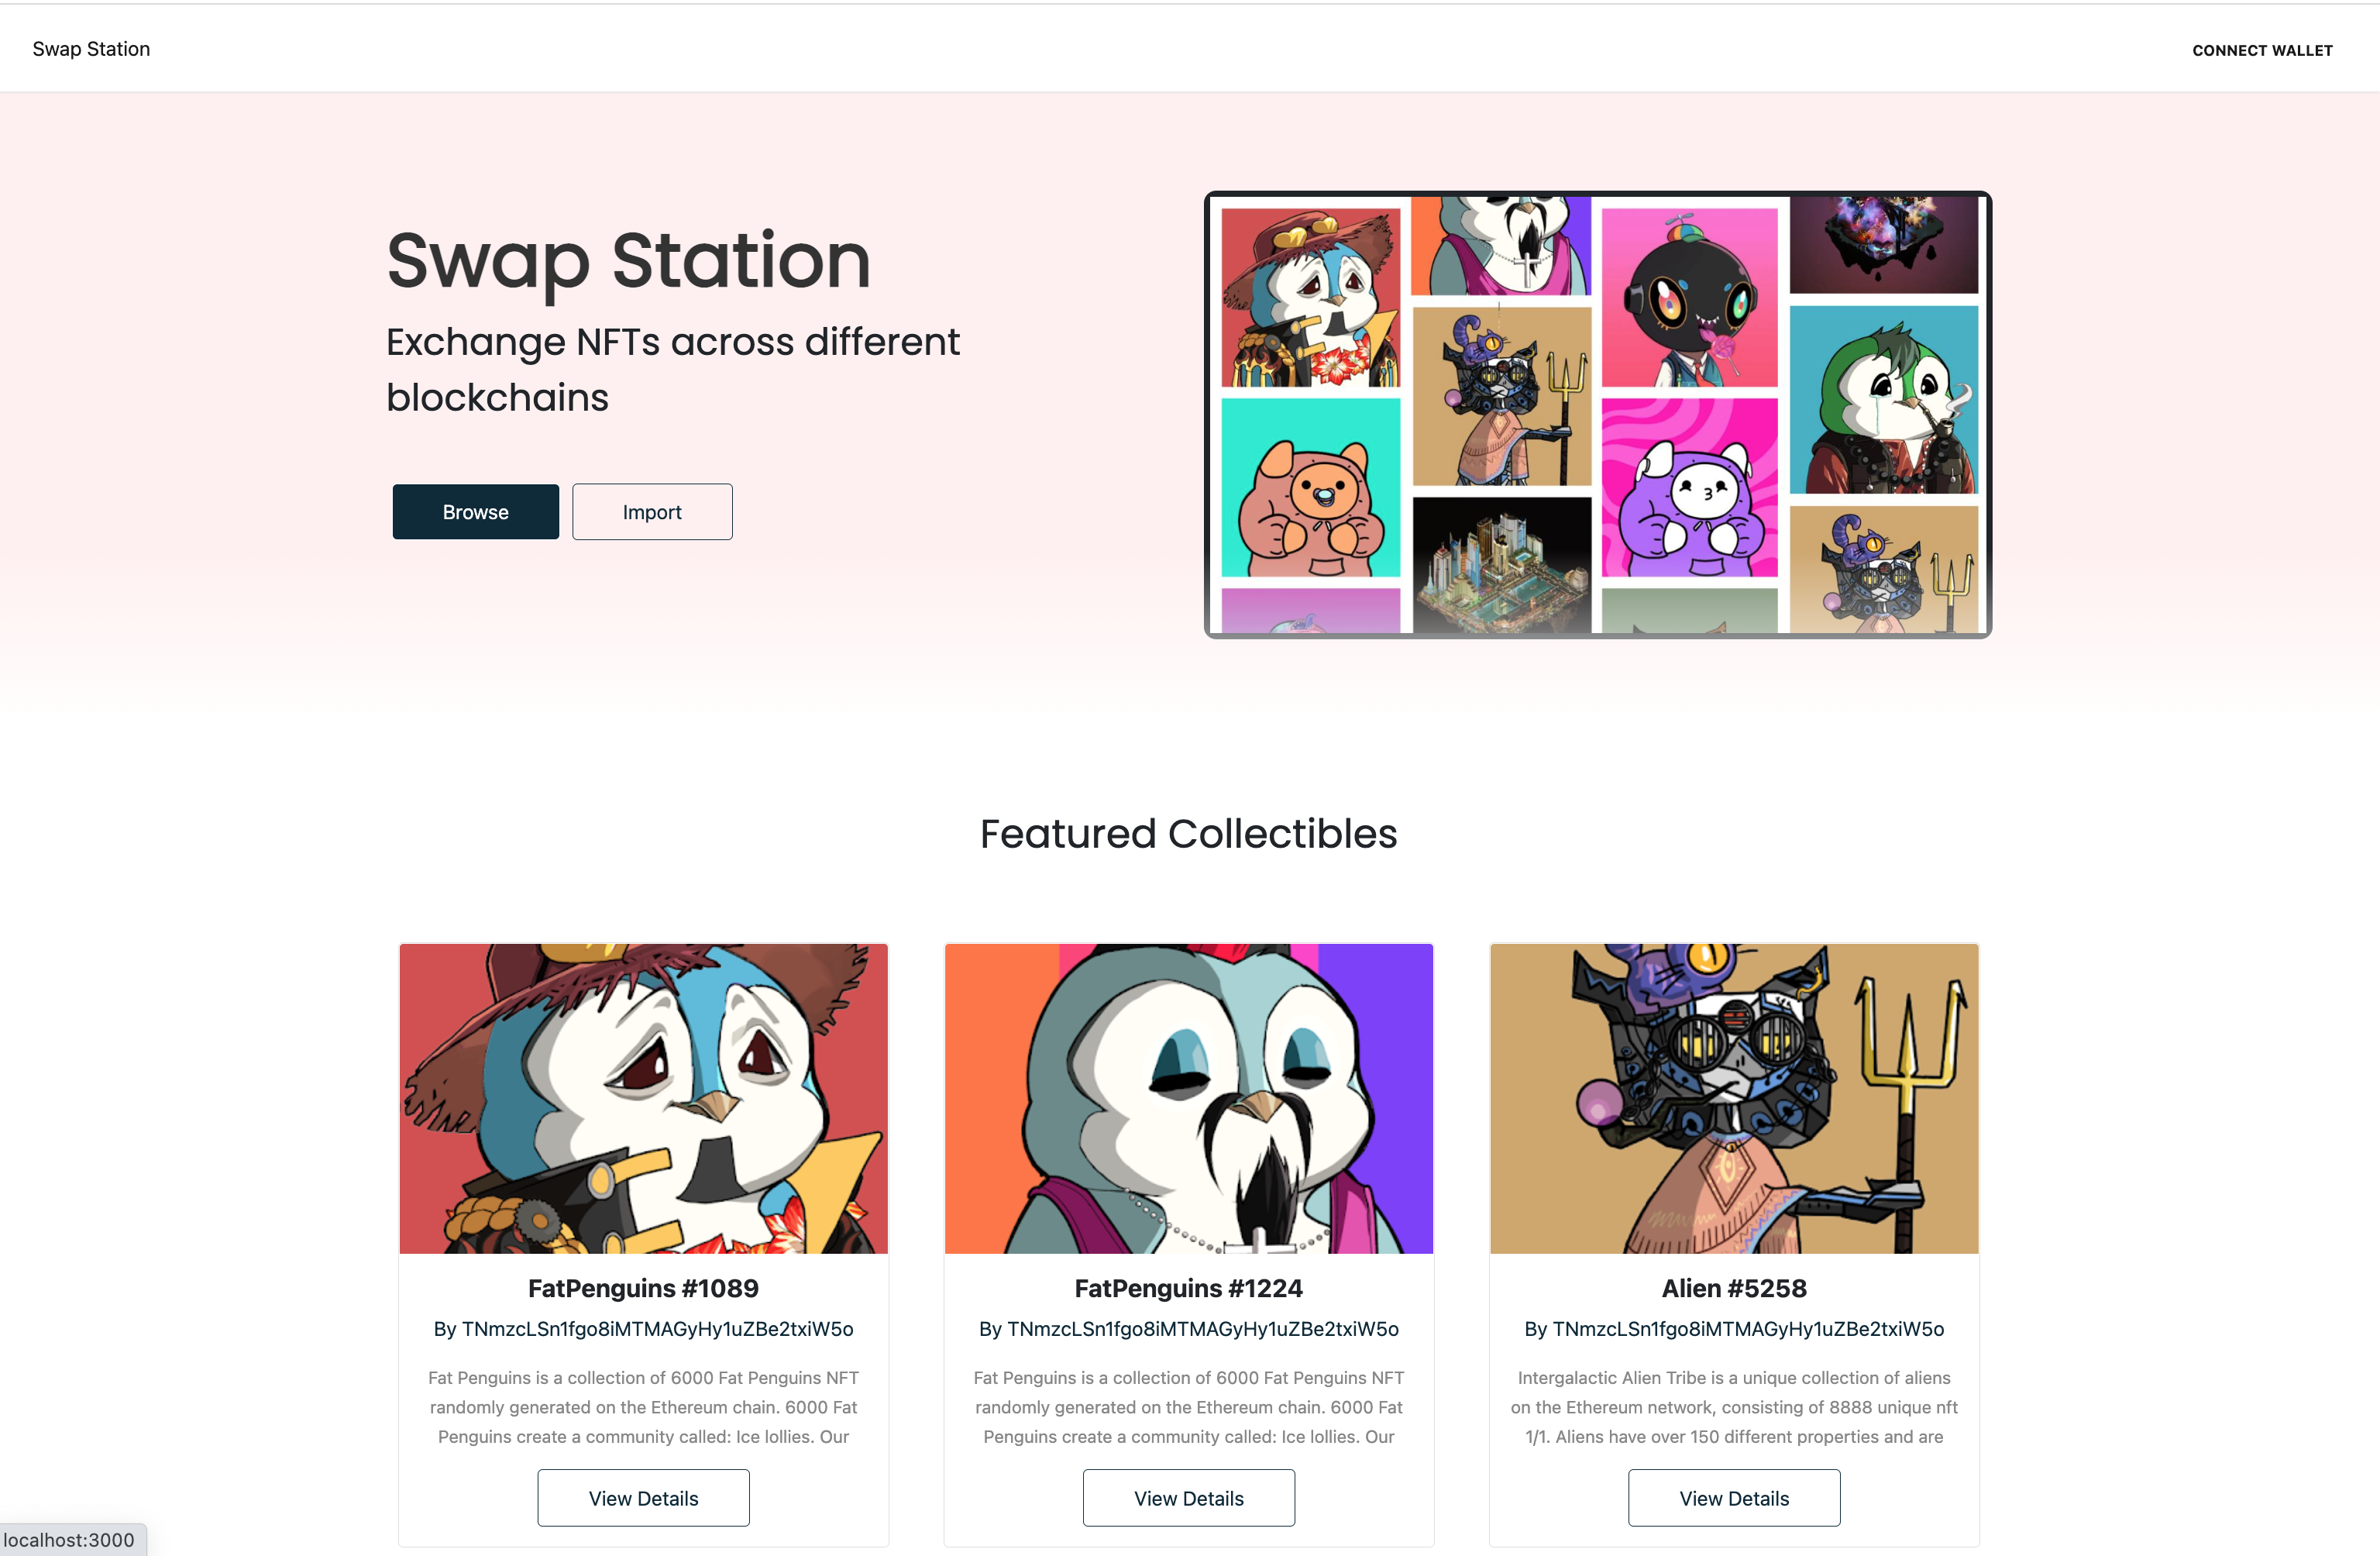 Swap Station
CONNECT WALLET
Swap Station
Exchange NFTs across different
blockchains
Browse
Import
Featured Collectibles
FatPenguins #1089
By TNmzcLSn1fgo8iMTMAGyHy1uZBe2txiW5o
Fat Penguins is a collection of 6000 Fat Penguins NFT
randomly generated on the Ethereum chain. 6000 Fat
Penguins create a community called: Ice lollies. Our
View Details
FatPenguins #1224
By TNmzcLSn1fgo8iMTMAGyHy1uZBe2txiW5o
Fat Penguins is a collection of 6000 Fat Penguins NFT
randomly generated on the Ethereum chain. 6000 Fat
Penguins create a community called: Ice lollies. Our
View Details
Alien #5258
By TNmzcLSn1fgo8iMTMAGyHy1uZBe2txiW5o
Intergalactic Alien Tribe is a unique collection of aliens
on the Ethereum network, consisting of 8888 unique nft
1/1. Aliens have over 150 different properties and are
View Details
localhost:3000